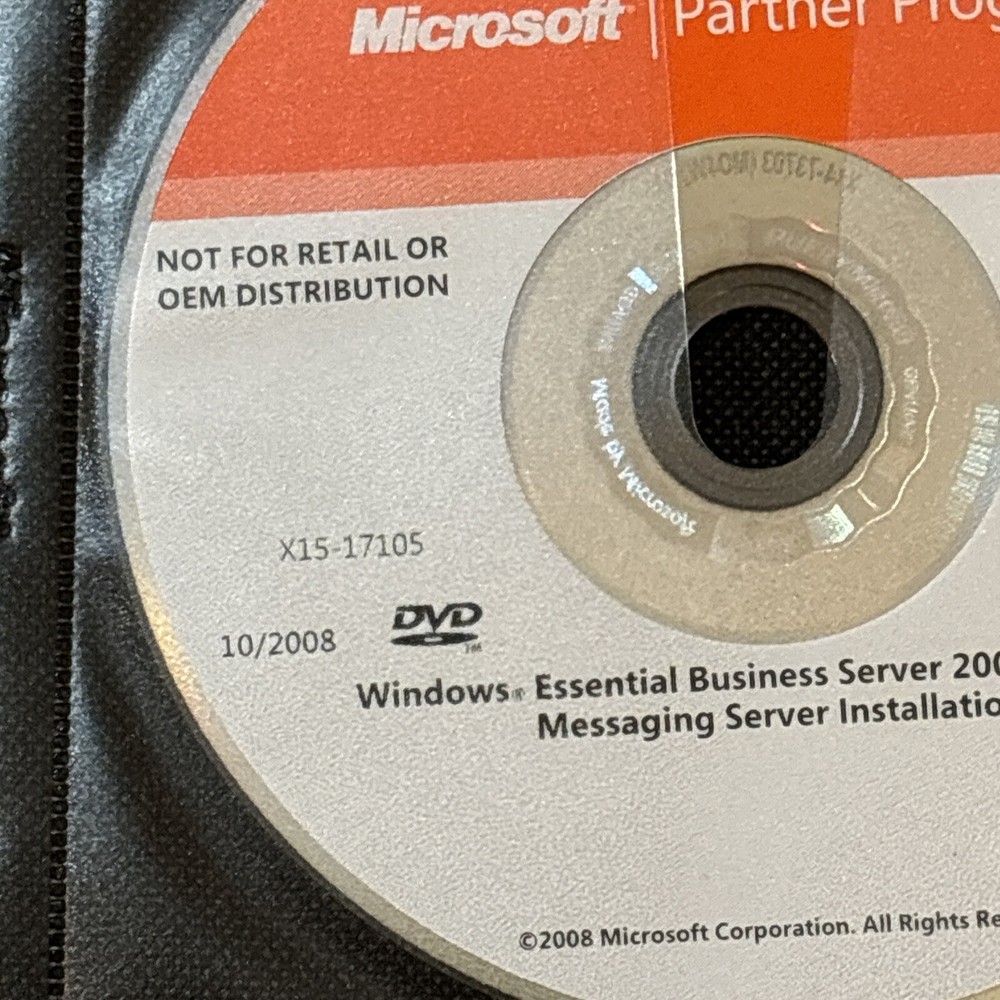 Microsoft Partner Prog
NOT FOR RETAIL OR
OEM DISTRIBUTION
X15-17105
10/2008
DVD™
Windows® Essential Business Server 200
Messaging Server Installatio
©2008 Microsoft Corporation. All Rights Re